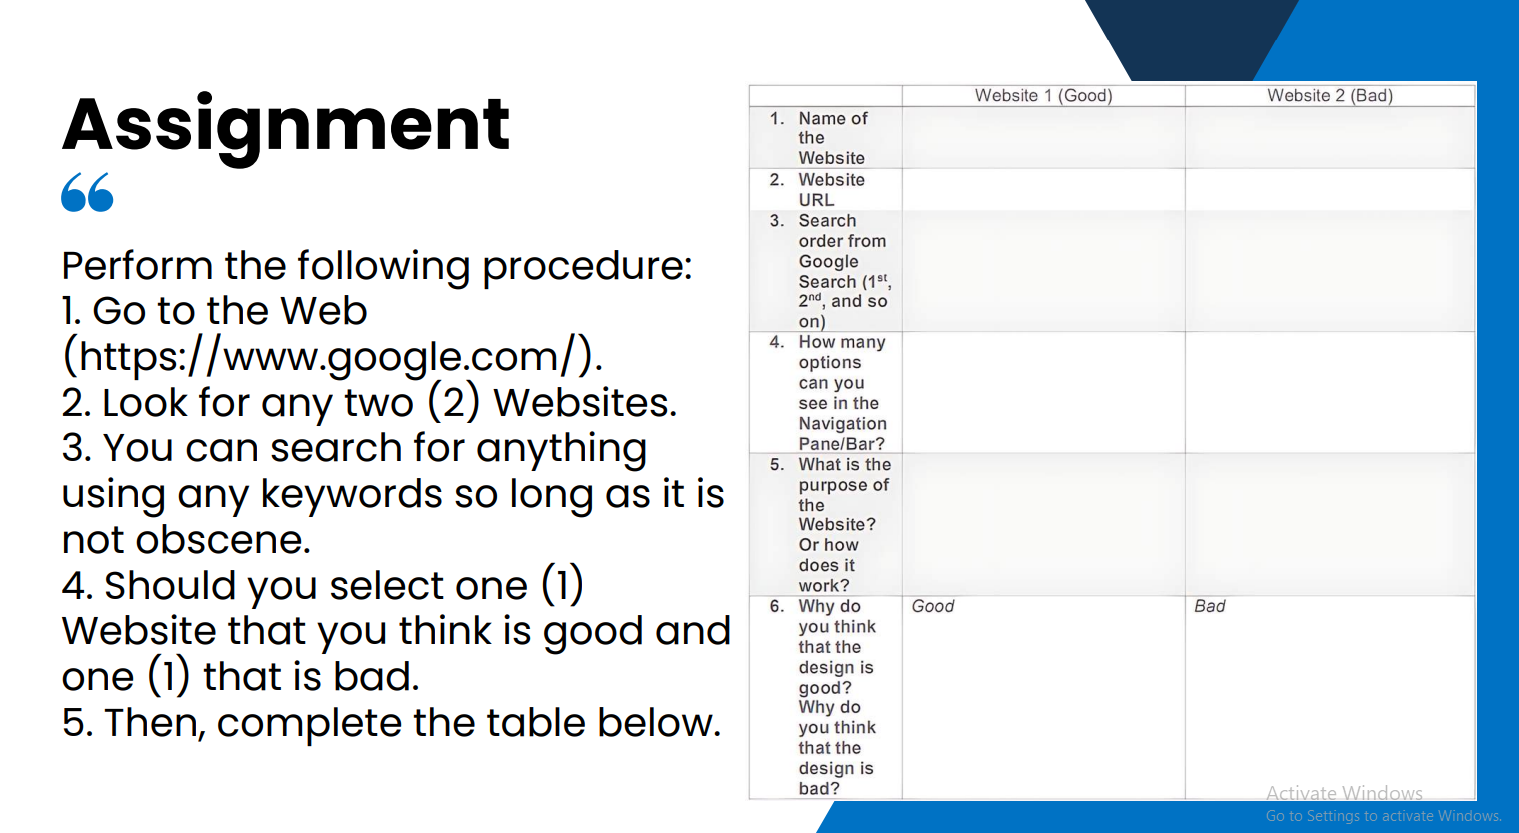 Assignment
Perform the following procedure:
1. Go to the Web
(https://www.google.com/).
2. Look for any two (2) Websites.
3. You can search for anything
using any keywords so long as it is
not obscene.
4. Should you select one (1)
Website that you think is good and
one (1) that is bad.
5. Then, complete the table below.
Website 1 (Good)
Website 2 (Bad)
1. Name of
the
Website
2. Website
URL
3. Search
order from
Google
Search (1st,
2nd, and so
on)
4. How many
options
can you
see in the
Navigation
Pane/Bar?
5. What is the
purpose of
the
Website?
Or how
does it
work?
6. Why do
you think
that the
design is
good?
Why do
you think
that the
design is
bad?
Good
Bad
Activate Windows
Go to Settings to activate Windows.